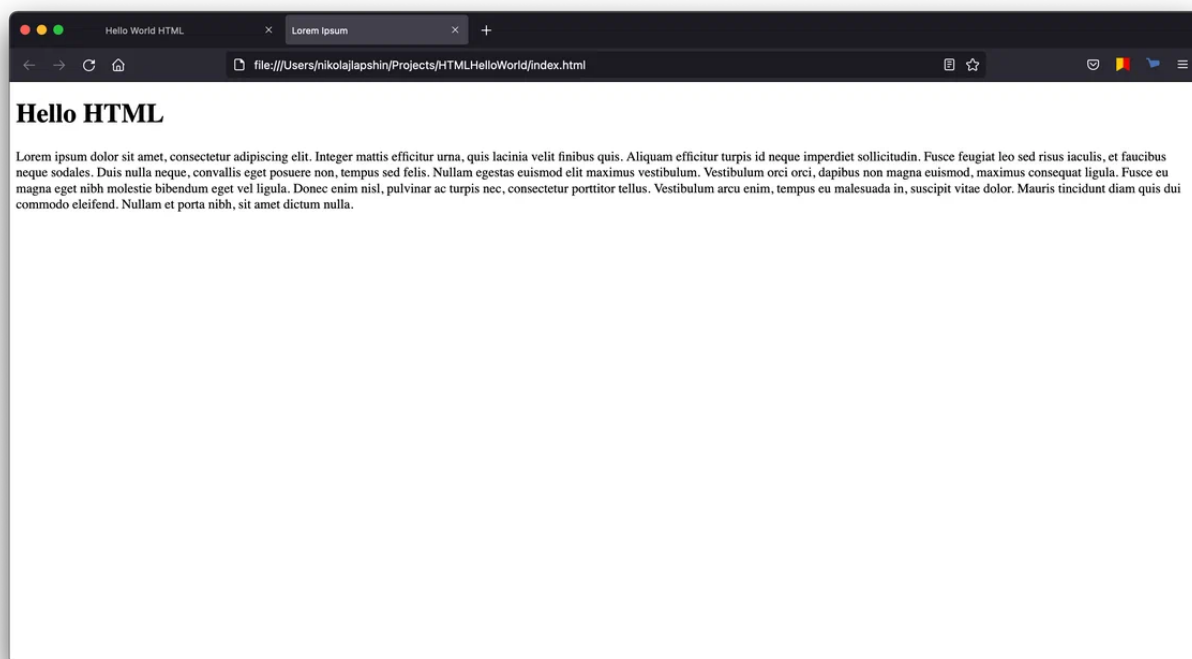 Hello World HTML
Lorem Ipsum
file:///Users/nikolajlapshin/Projects/HTMLHelloWorld/index.html
Hello HTML
Lorem ipsum dolor sit amet, consectetur adipiscing elit. Integer mattis efficitur urna, quis lacinia velit finibus quis. Aliquam efficitur turpis id neque imperdiet sollicitudin. Fusce feugiat leo sed risus iaculis, et faucibus
neque sodales. Duis nulla neque, convallis eget posuere non, tempus sed felis. Nullam egestas euismod elit maximus vestibulum. Vestibulum orci orci, dapibus non magna euismod, maximus consequat ligula. Fusce eu
magna eget nibh molestie bibendum eget vel ligula. Donec enim nisl, pulvinar ac turpis nec, consectetur porttitor tellus. Vestibulum arcu enim, tempus eu malesuada in, suscipit vitae dolor. Mauris tincidunt diam quis dui
commodo eleifend. Nullam et porta nibh, sit amet dictum nulla.